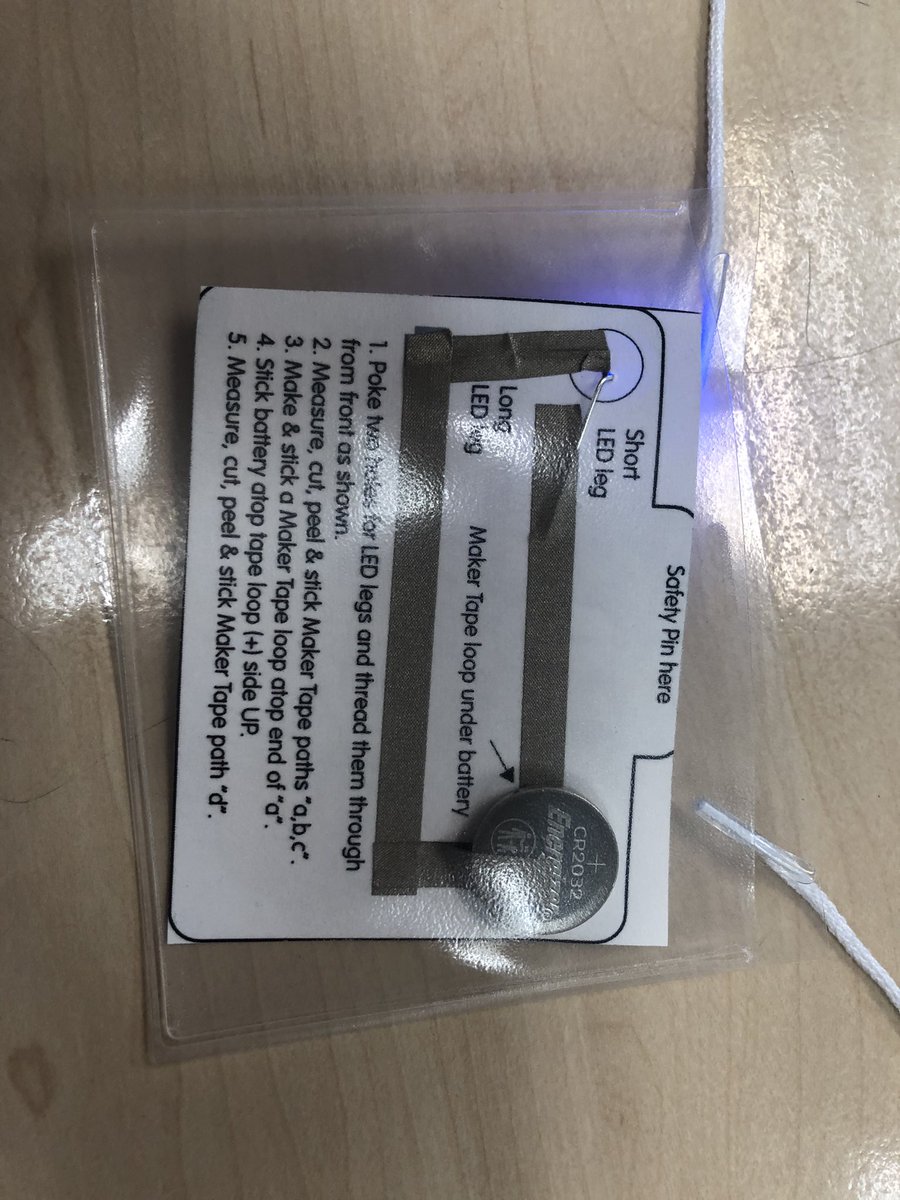 Safety Pin here
Short
LED leg
Long
LED leg
Maker Tape loop under battery
CR2032
Energizer
+
1. Poke two holes for LED legs and thread them through
from front as shown.
2. Measure, cut, peel & stick Maker Tape paths "a,b,c".
3. Make & stick a Maker Tape loop atop end of "a".
4. Stick battery atop tape loop (+) side UP.
5. Measure, cut, peel & stick Maker Tape path "d".